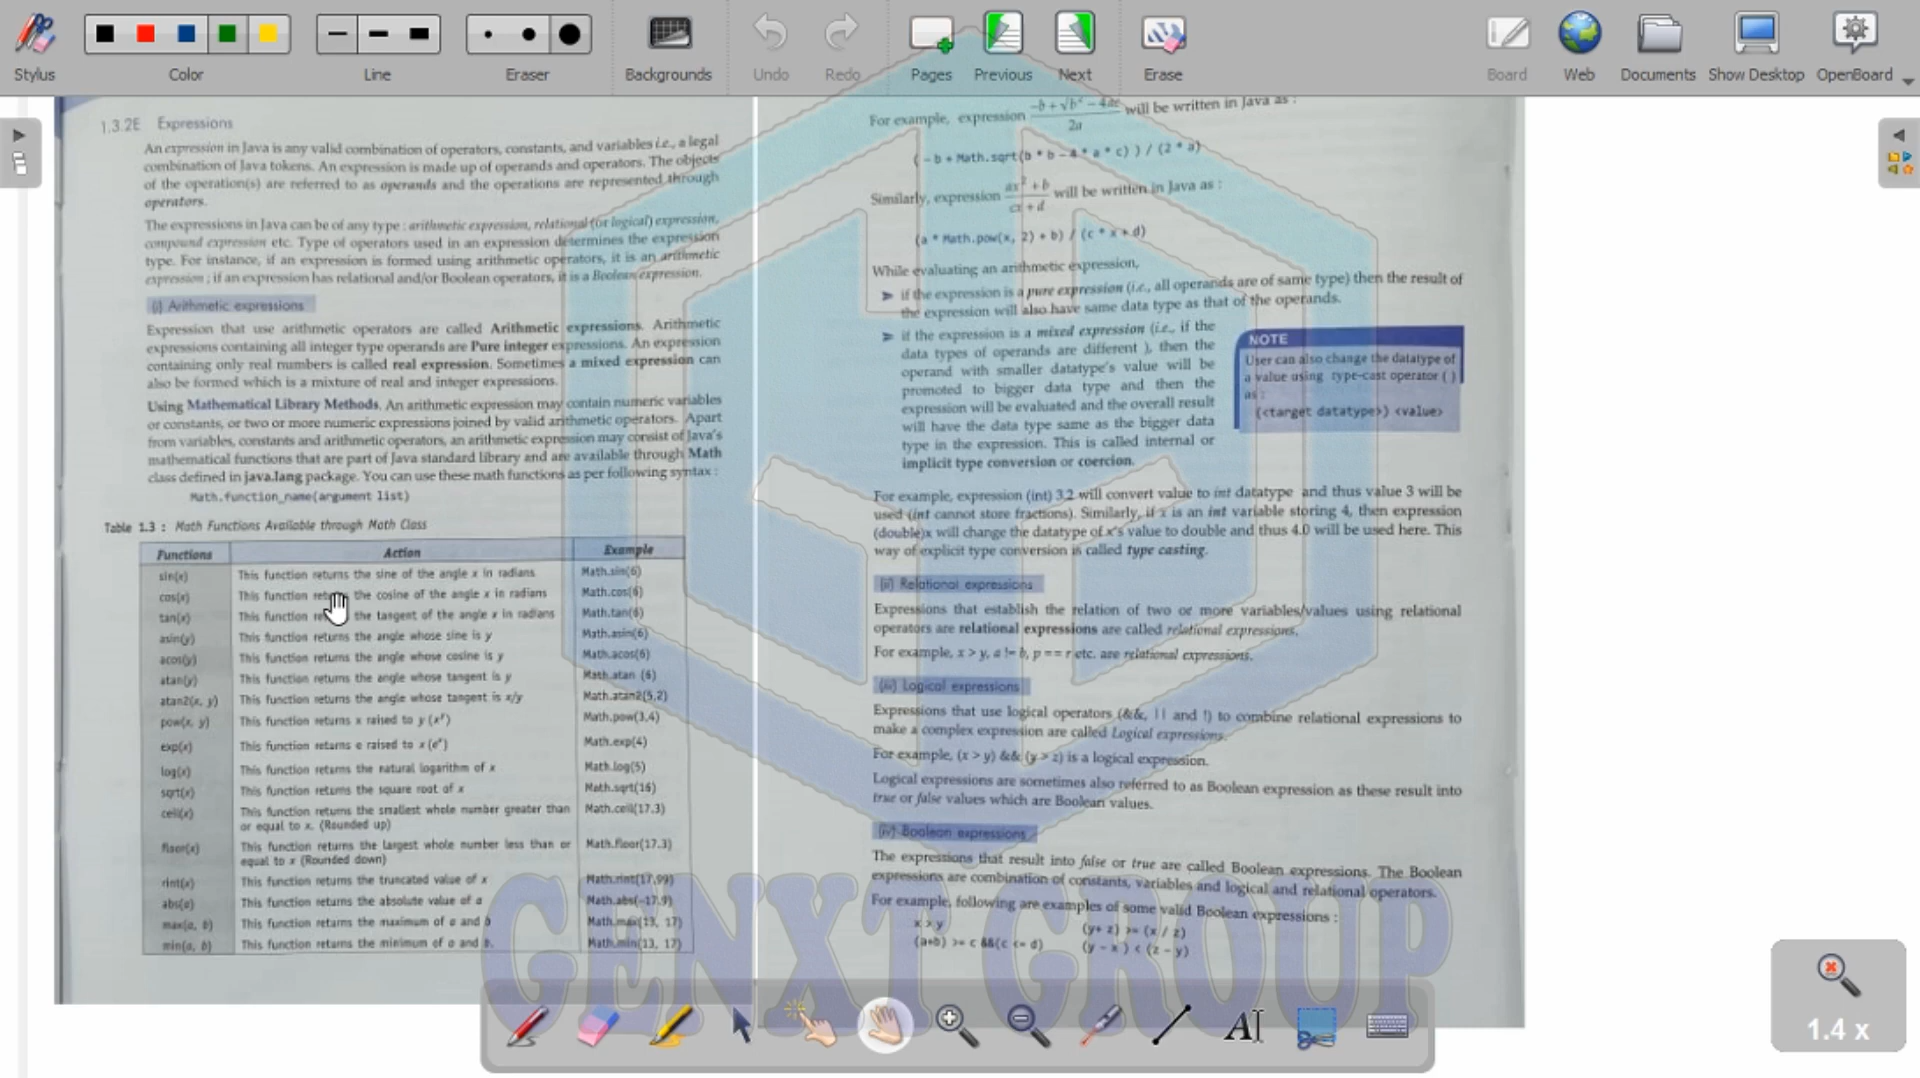 Stylus
Color
Line
Eraser
Backgrounds
Undo
Redo
Pages
Previous
Next
Erase
Board
Web
Documents
Show Desktop
OpenBoard
1.3.2E Expressions
An expression in Java is any valid combination of operators, constants, and variables i.e., a legal
combination of Java tokens. An expression is made up of operands and operators. The objects
of the operation(s) are referred to as operands and the operations are represented through
operators.
The expressions in Java can be of any type : arithmetic expression, relational (or logical) expression,
compound expression etc. Type of operators used in an expression determines the expression
type. For instance, if an expression is formed using arithmetic operators, it is an arithmetic
expression ; if an expression has relational and/or Boolean operators, it is a Boolean expression.
(i) Arithmetic expressions
Expression that use arithmetic operators are called Arithmetic expressions. Arithmetic
expressions containing all integer type operands are Pure integer expressions. An expression
containing only real numbers is called real expression. Sometimes a mixed expression can
also be formed which is a mixture of real and integer expressions.
Using Mathematical Library Methods. An arithmetic expression may contain numeric variables
or constants, or two or more numeric expressions joined by valid arithmetic operators. Apart
from variables, constants and arithmetic operators, an arithmetic expression may consist of Java's
mathematical functions that are part of Java standard library and are available through Math
class defined in java.lang package. You can use these math functions as per following syntax :
Math.function_name(argument list)
Table 1.3 : Math Functions Available through Math Class
Functions Action Example
sin(x) This function returns the sine of the angle x in radians Math.sin(6)
cos(x) This function returns the cosine of the angle x in radians Math.cos(6)
tan(x) This function the tangent of the angle x in radians Math.tan(6)
asin(y) This function returns the angle whose sine is y Math.asin(6)
acos(y) This function returns the angle whose cosine is y Math.acos(6)
atan(y) This function returns the angle whose tangent is y Math.atan (6)
atan2(x, y) This function returns the angle whose tangent is x/y Math.atan2(5,2)
pow(x, y) This function returns x raised to y (xʸ) Math.pow(3,4)
exp(x) This function returns e raised to x (eˣ) Math.exp(4)
log(x) This function returns the natural logarithm of x Math.log(5)
sqrt(x) This function returns the square root of x Math.sqrt(16)
ceil(x) This function returns the smallest whole number greater than Math.ceil(17.3)
or equal to x. (Rounded up)
floor(x) This function returns the largest whole number less than or Math.floor(17.3)
equal to x (Rounded down)
rint(x) This function returns the truncated value of x Math.rint(17.99)
abs(a) This function returns the absolute value of a Math.abs(-17.9)
max(a, b) This function returns the maximum of a and b Math.max(13, 17)
min(a, b) This function returns the minimum of a and b. Math.min(13, 17)
For example, expression (-b + √b² - 4ac) / 2a will be written in Java as :
( - b + Math.sqrt(b * b - 4 * a * c) ) / (2 * a)
Similarly, expression (ax² + b) / (cx + d) will be written in Java as :
(a * Math.pow(x, 2) + b) / (c * x + d)
While evaluating an arithmetic expression,
➤ if the expression is a pure expression (i.e., all operands are of same type) then the result of
the expression will also have same data type as that of the operands.
➤ if the expression is a mixed expression (i.e., if the
data types of operands are different ), then the
operand with smaller datatype's value will be
promoted to bigger data type and then the
expression will be evaluated and the overall result
will have the data type same as the bigger data
type in the expression. This is called internal or
implicit type conversion or coercion.
NOTE
User can also change the datatype of
a value using type-cast operator ( )
as :
(<target datatype>) <value>
For example, expression (int) 3.2 will convert value to int datatype and thus value 3 will be
used (int cannot store fractions). Similarly, if x is an int variable storing 4, then expression
(double)x will change the datatype of x's value to double and thus 4.0 will be used here. This
way of explicit type conversion is called type casting.
(ii) Relational expressions
Expressions that establish the relation of two or more variables/values using relational
operators are relational expressions are called relational expressions.
For example, x > y, a != b, p == r etc. are relational expressions.
(iii) Logical expressions
Expressions that use logical operators (&&, || and !) to combine relational expressions to
make a complex expression are called Logical expressions.
For example, (x > y) && (y > z) is a logical expression.
Logical expressions are sometimes also referred to as Boolean expression as these result into
true or false values which are Boolean values.
(iv) Boolean expressions
The expressions that result into false or true are called Boolean expressions. The Boolean
expressions are combination of constants, variables and logical and relational operators.
For example, following are examples of some valid Boolean expressions :
x > y (y+ z) >= (x / z)
(a+b) >= c &&(c <= d) (y - x ) < (z - y)
GENXT GROUP
1.4 x